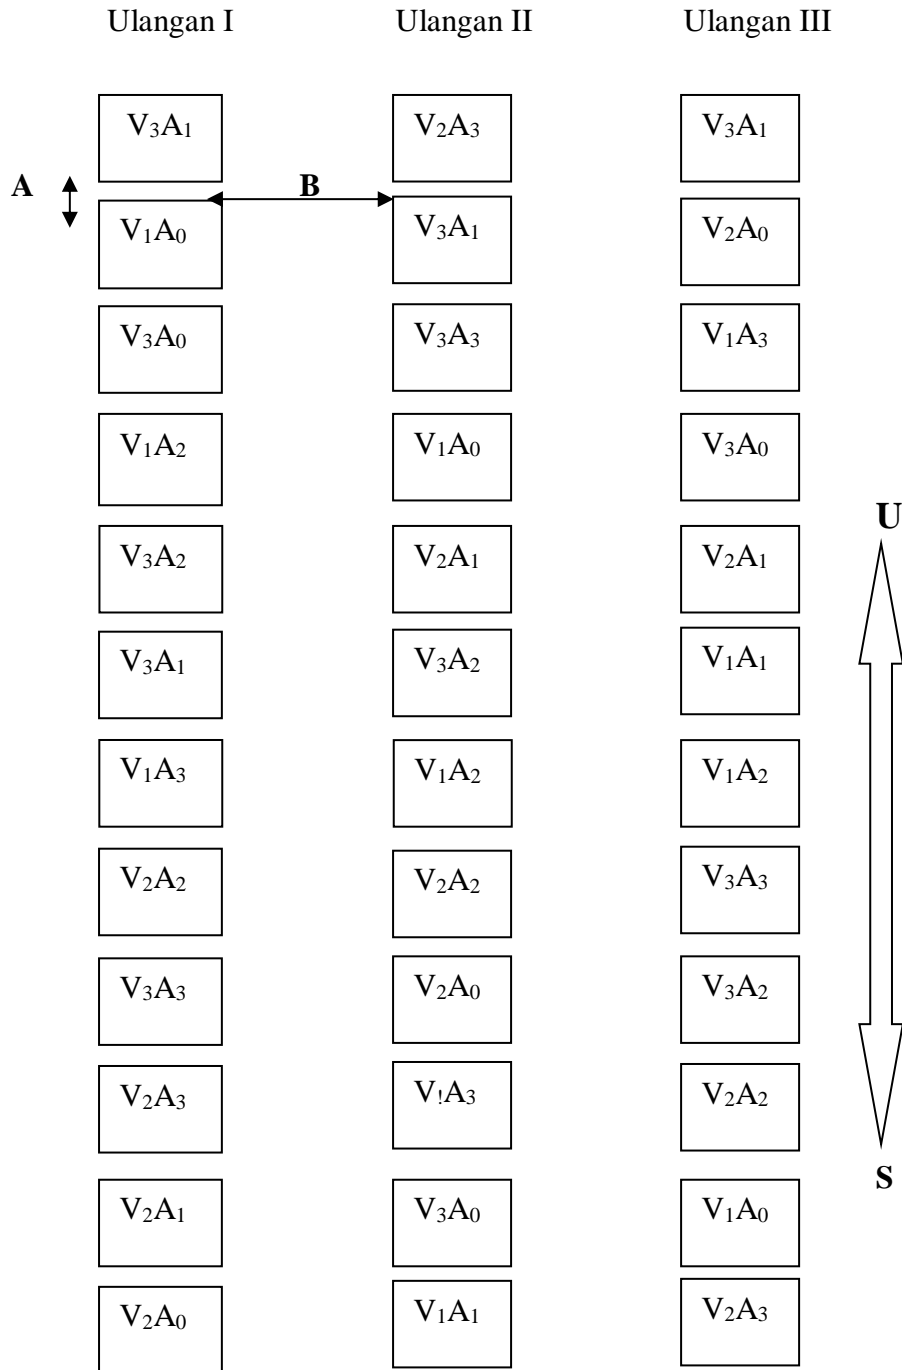 Ulangan I Ulangan II Ulangan III
V₃A₁ V₂A₃ V₃A₁
A B
V₁A₀ V₃A₁ V₂A₀
V₃A₀ V₃A₃ V₁A₃
V₁A₂ V₁A₀ V₃A₀
U
V₃A₂ V₂A₁ V₂A₁
V₃A₁ V₃A₂ V₁A₁
V₁A₃ V₁A₂ V₁A₂
V₂A₂ V₂A₂ V₃A₃
V₃A₃ V₂A₀ V₃A₂
V₂A₃ V!A₃ V₂A₂
S
V₂A₁ V₃A₀ V₁A₀
V₂A₀ V₁A₁ V₂A₃